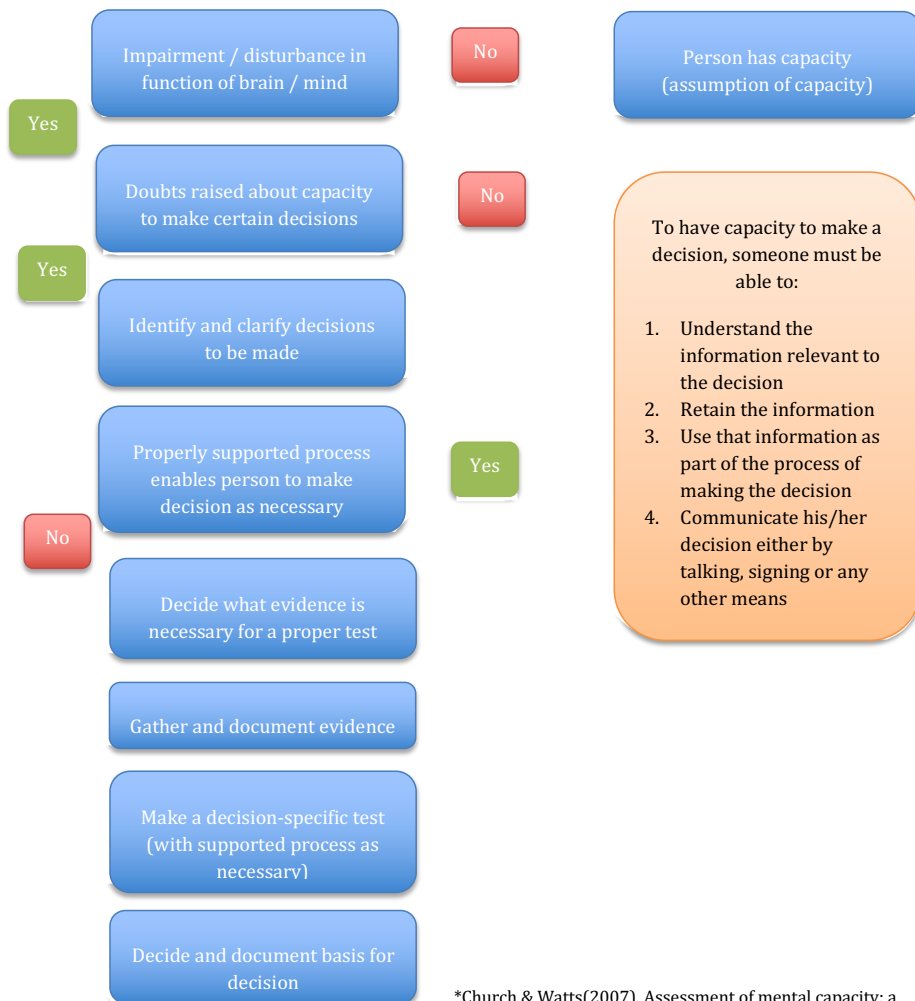 Impairment / disturbance in
function of brain / mind
No
Person has capacity
(assumption of capacity)
Yes
Doubts raised about capacity
to make certain decisions
No
Yes
Identify and clarify decisions
to be made
Properly supported process
enables person to make
decision as necessary
Yes
No
Decide what evidence is
necessary for a proper test
Gather and document evidence
Make a decision-specific test
(with supported process as
necessary)
Decide and document basis for
decision
To have capacity to make a
decision, someone must be
able to:
1. Understand the
information relevant to
the decision
2. Retain the information
3. Use that information as
part of the process of
making the decision
4. Communicate his/her
decision either by
talking, signing or any
other means
*Church & Watts(2007). Assessment of mental capacity: a